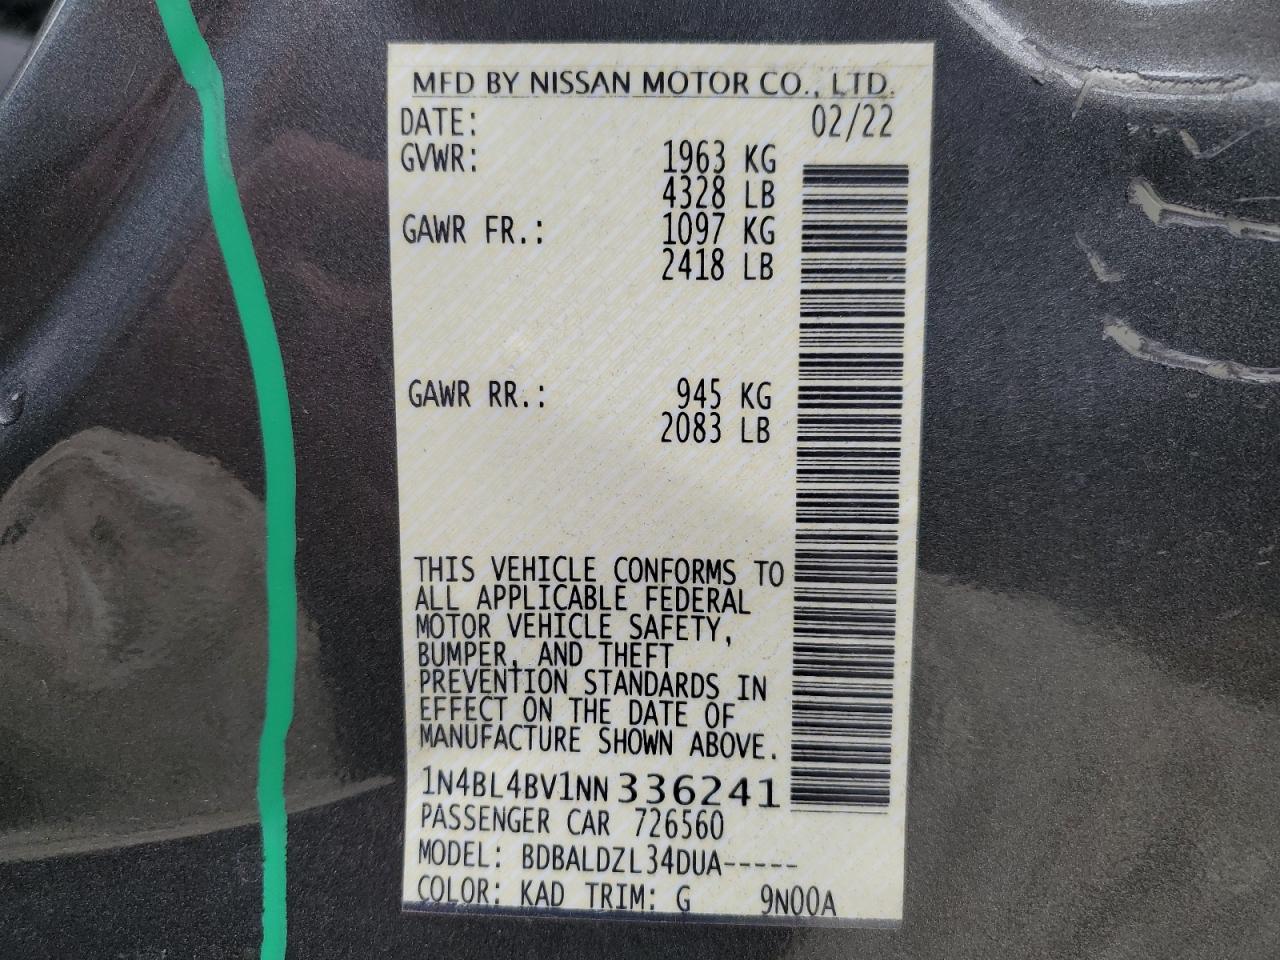 MFD BY NISSAN MOTOR CO., LTD.
DATE: 02/22
GVWR: 1963 KG
4328 LB
GAWR FR.: 1097 KG
2418 LB
GAWR RR.: 945 KG
2083 LB
THIS VEHICLE CONFORMS TO
ALL APPLICABLE FEDERAL
MOTOR VEHICLE SAFETY,
BUMPER, AND THEFT
PREVENTION STANDARDS IN
EFFECT ON THE DATE OF
MANUFACTURE SHOWN ABOVE.
1N4BL4BV1NN336241
PASSENGER CAR 726560
MODEL: BDBALDZL34DUA-----
COLOR: KAD TRIM: G 9N00A